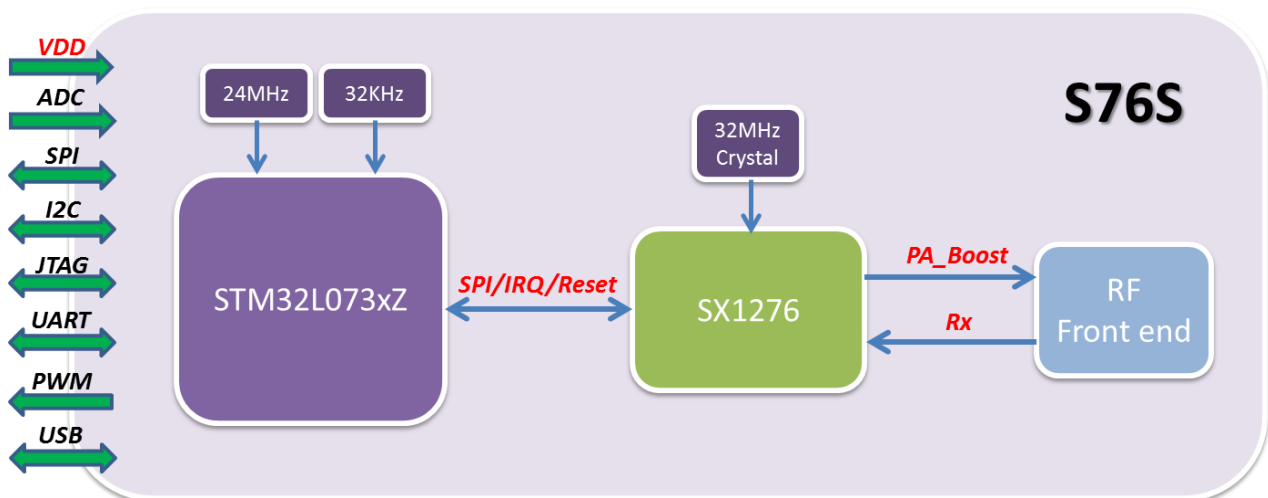 VDD
ADC
SPI
I2C
JTAG
UART
PWM
USB
24MHz
32KHz
STM32L073xZ
SPI/IRQ/Reset
32MHz
Crystal
SX1276
PA_Boost
Rx
RF
Front end
S76S